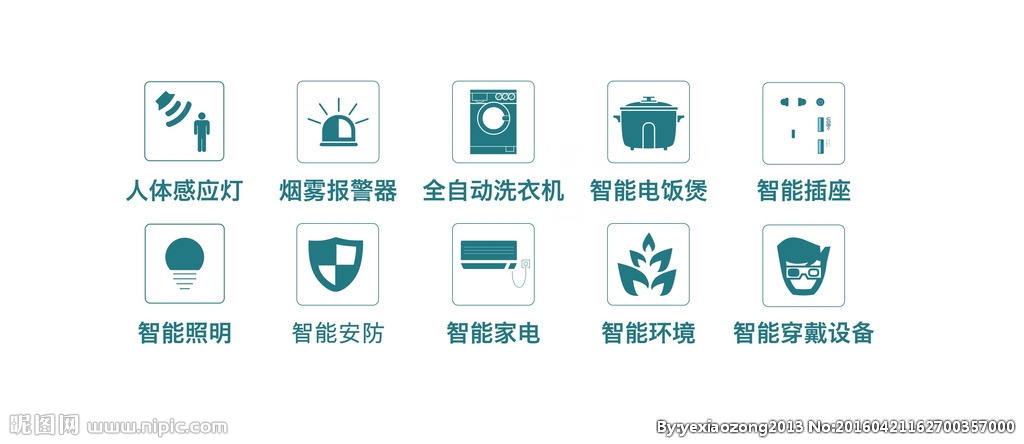 人体感应灯 烟雾报警器 全自动洗衣机 智能电饭煲 智能插座
智能照明 智能安防 智能家电 智能环境 智能穿戴设备
昵图网 www.nipic.com By:yexiaozong2013 No:20160421162700357000